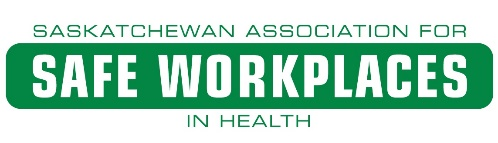 SASKATCHEWAN ASSOCIATION FOR
SAFE WORKPLACES
IN HEALTH